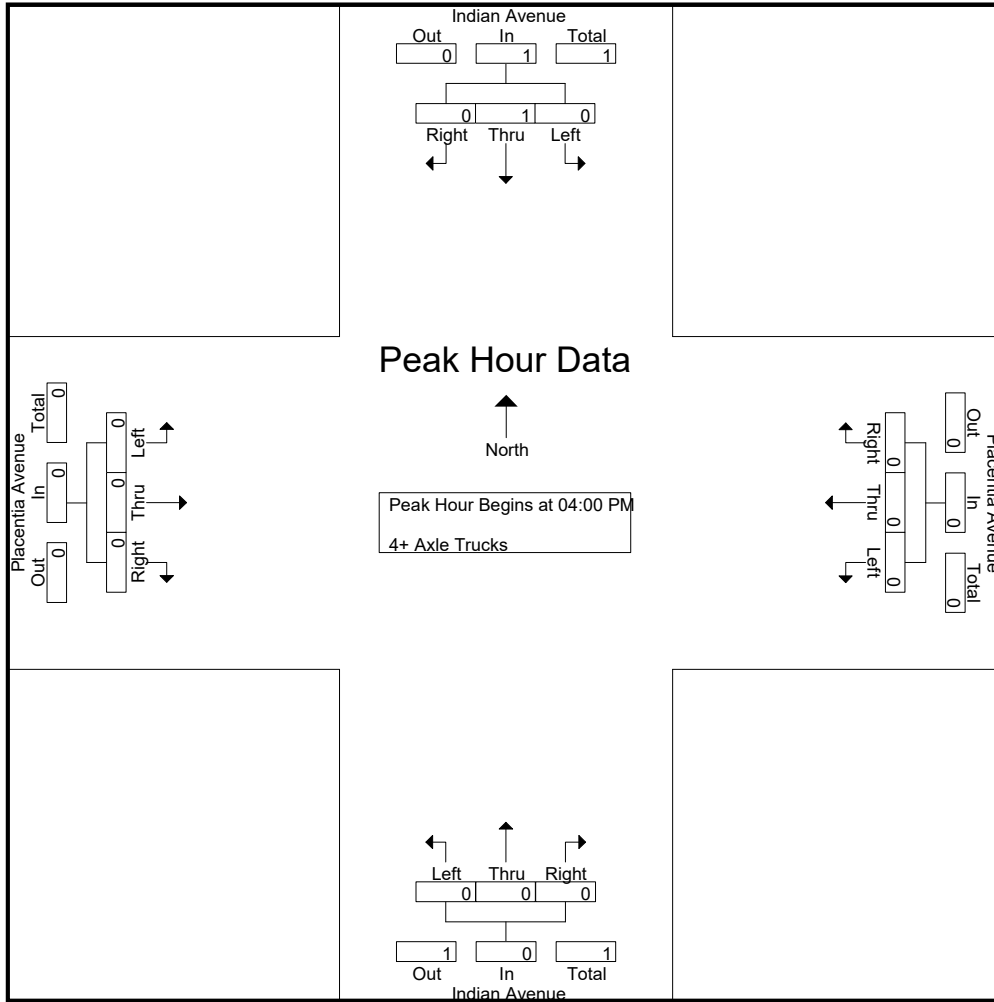 Indian Avenue
Out In Total
0 1 1
0 1 0
Right Thru Left
Peak Hour Data
North
Peak Hour Begins at 04:00 PM
4+ Axle Trucks
Placentia Avenue
Out In Total
0 0 0
0 0 0
Right Thru Left
Placentia Avenue
Out In Total
0 0 0
0 0 0
Right Thru Left
Left Thru Right
0 0 0
1 0 1
Out In Total
Indian Avenue